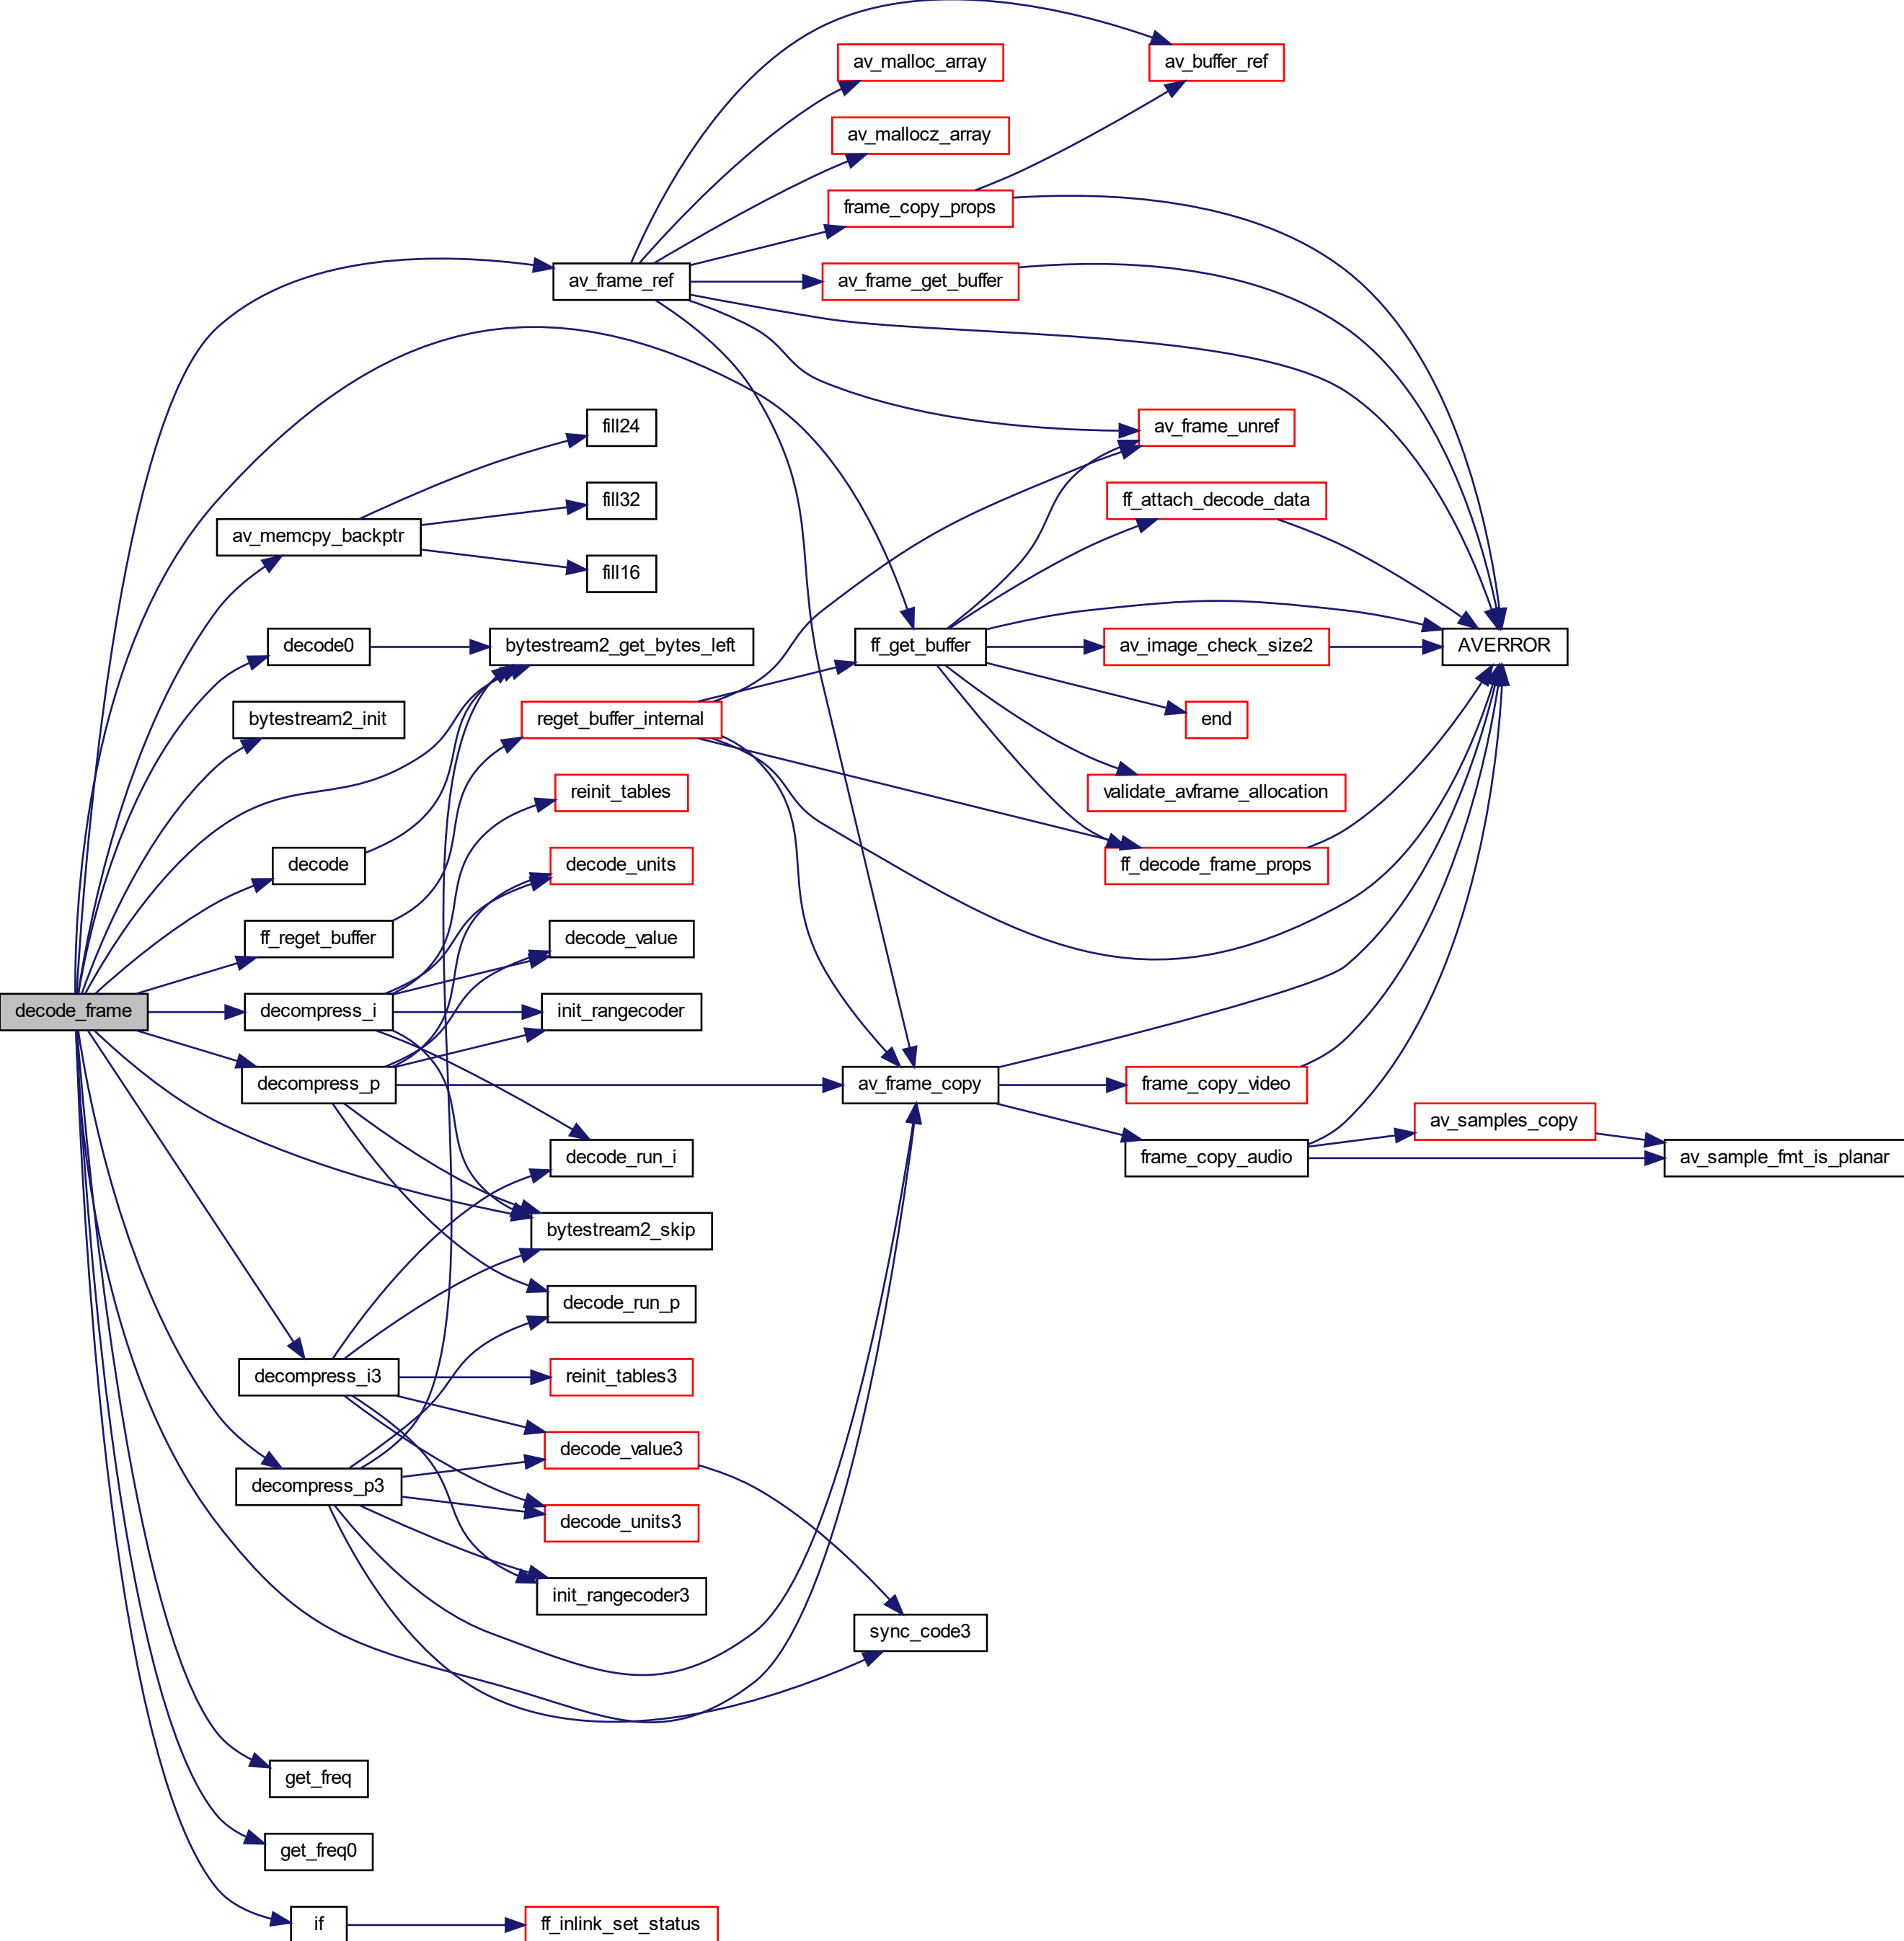 av_malloc_array
av_buffer_ref
av_mallocz_array
frame_copy_props
av_frame_ref
av_frame_get_buffer
fill24
av_frame_unref
fill32
ff_attach_decode_data
av_memcpy_backptr
fill16
decode0
bytestream2_get_bytes_left
ff_get_buffer
av_image_check_size2
AVERROR
bytestream2_init
reget_buffer_internal
end
reinit_tables
validate_avframe_allocation
decode
decode_units
ff_decode_frame_props
ff_reget_buffer
decode_value
decode_frame
decompress_i
init_rangecoder
decompress_p
av_frame_copy
frame_copy_video
av_samples_copy
decode_run_i
frame_copy_audio
av_sample_fmt_is_planar
bytestream2_skip
decode_run_p
decompress_i3
reinit_tables3
decode_value3
decompress_p3
decode_units3
init_rangecoder3
sync_code3
get_freq
get_freq0
if
ff_inlink_set_status